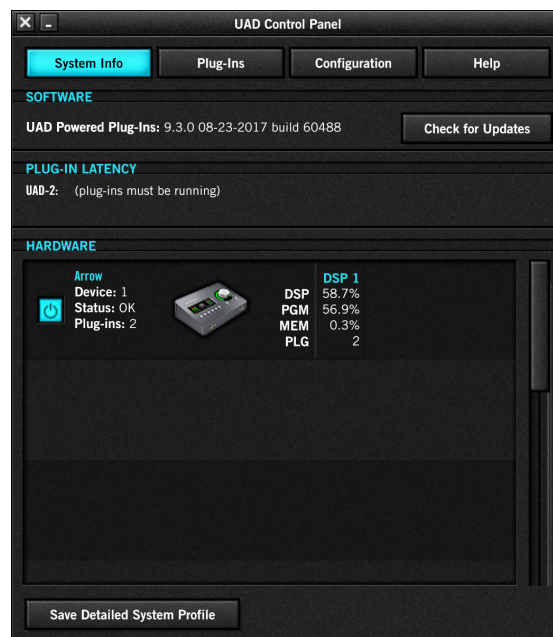 UAD Control Panel
System Info Plug-Ins Configuration Help
SOFTWARE
UAD Powered Plug-Ins: 9.3.0 08-23-2017 build 60488 Check for Updates
PLUG-IN LATENCY
UAD-2: (plug-ins must be running)
HARDWARE
Arrow DSP 1
Device: 1 DSP 58.7%
Status: OK PGM 56.9%
Plug-ins: 2 MEM 0.3%
PLG 2
Save Detailed System Profile